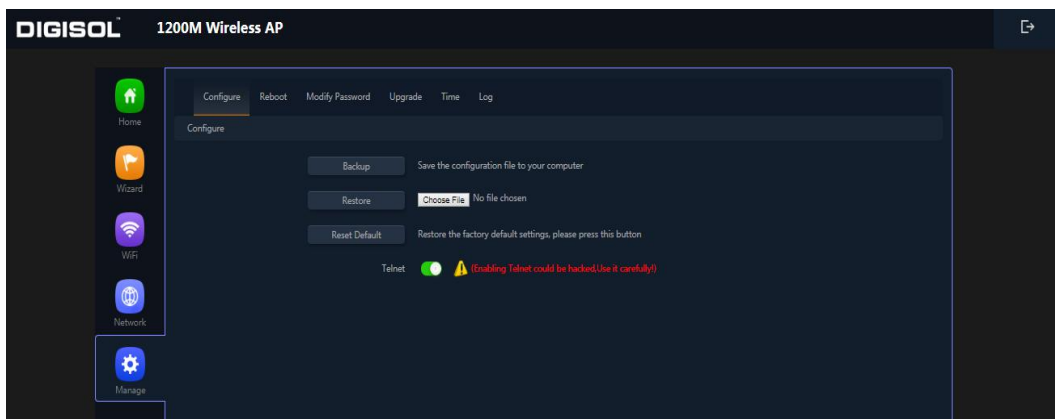 DIGISOL™ 1200M Wireless AP
Home
Wizard
WiFi
Network
Manage
Configure Reboot Modify Password Upgrade Time Log
Configure
Backup Save the configuration file to your computer
Restore Choose File No file chosen
Reset Default Restore the factory default settings, please press this button
Telnet (Enabling Telnet could be hacked,Use it carefully!)